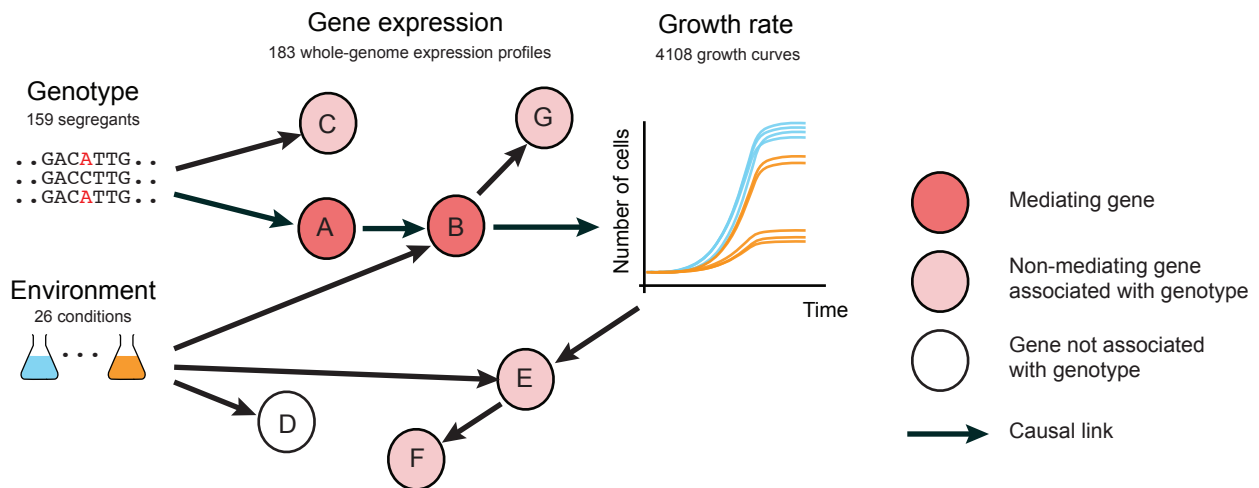 Gene expression
183 whole-genome expression profiles
Growth rate
4108 growth curves
Genotype
159 segregants
..GACATTG..
GACCTTG
..GACATTG..
C
G
A
B
Number of cells
Time
Environment
26 conditions
...
E
D
F
Mediating gene
Non-mediating gene
associated with genotype
Gene not associated
with genotype
Causal link